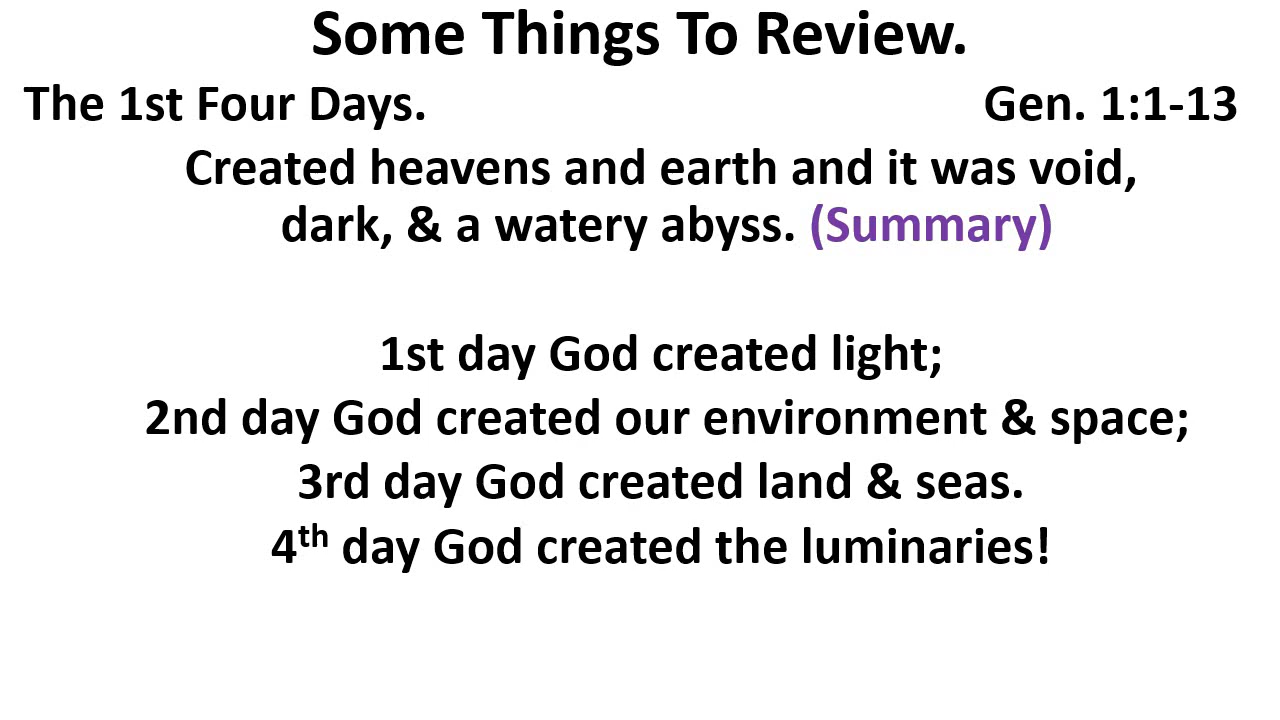 Some Things To Review.
The 1st Four Days. Gen. 1:1-13
Created heavens and earth and it was void,
dark, & a watery abyss. (Summary)
1st day God created light;
2nd day God created our environment & space;
3rd day God created land & seas.
4th day God created the luminaries!